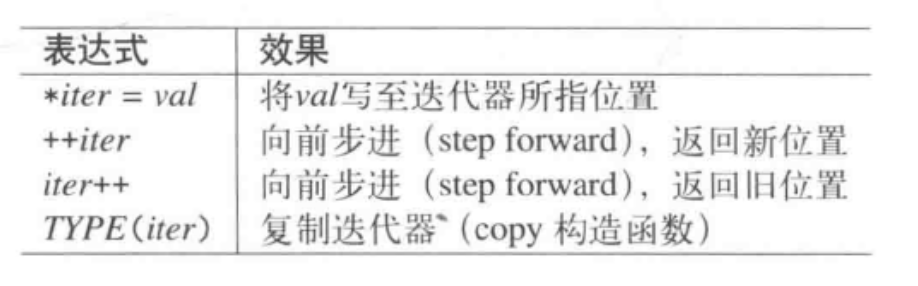 表达式 效果
*iter = val 将val写至迭代器所指位置
++iter 向前步进（step forward），返回新位置
iter++ 向前步进（step forward），返回旧位置
TYPE(iter) 复制迭代器（copy 构造函数）